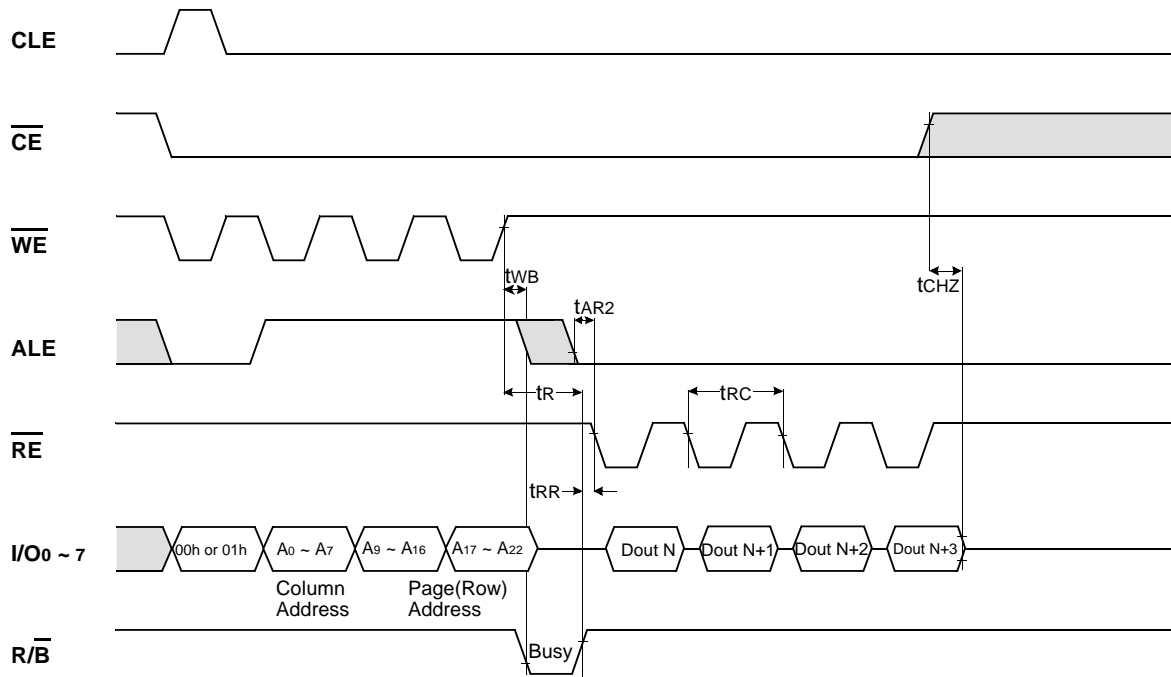 CLE
CE
WE
tWB
tCHZ
tAR2
ALE
tR
tRC
RE
tRR
I/O0 ~ 7
00h or 01h
A0 ~ A7
A9 ~ A16
A17 ~ A22
Dout N
Dout N+1
Dout N+2
Dout N+3
Column
Address
Page(Row)
Address
R/B
Busy